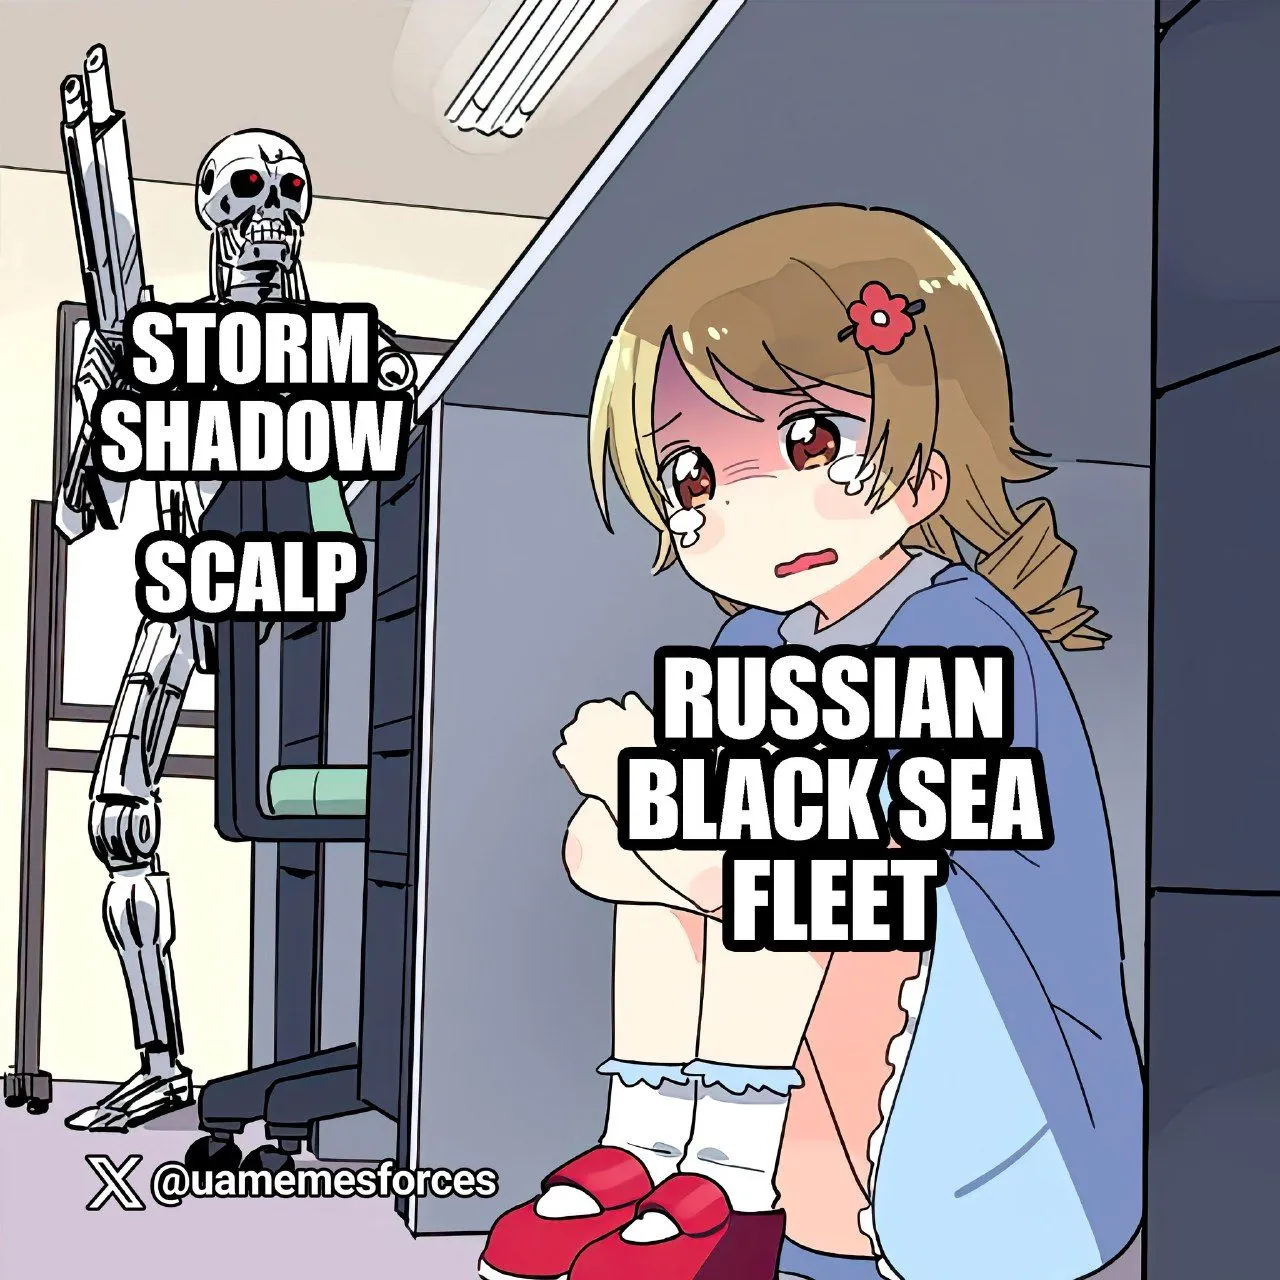 STORM
SHADOW
SCALP
RUSSIAN
BLACK SEA
FLEET
X @uamemesforces